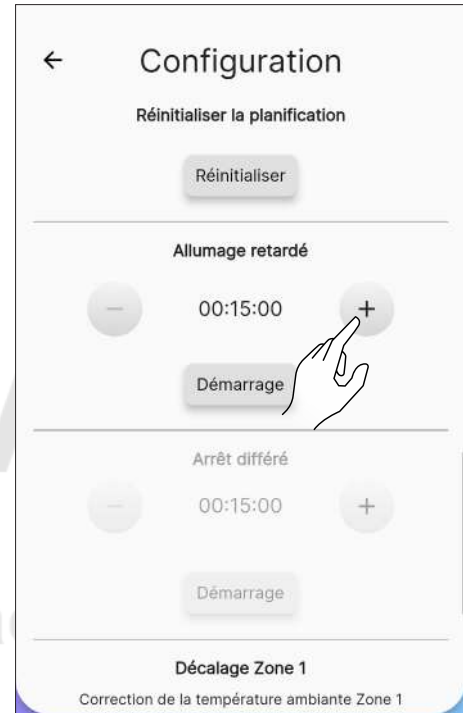 Configuration
Réinitialiser la planification
Réinitialiser
Allumage retardé
00:15:00
Démarrage
Arrêt différé
00:15:00
Démarrage
Décalage Zone 1
Correction de la température ambiante Zone 1